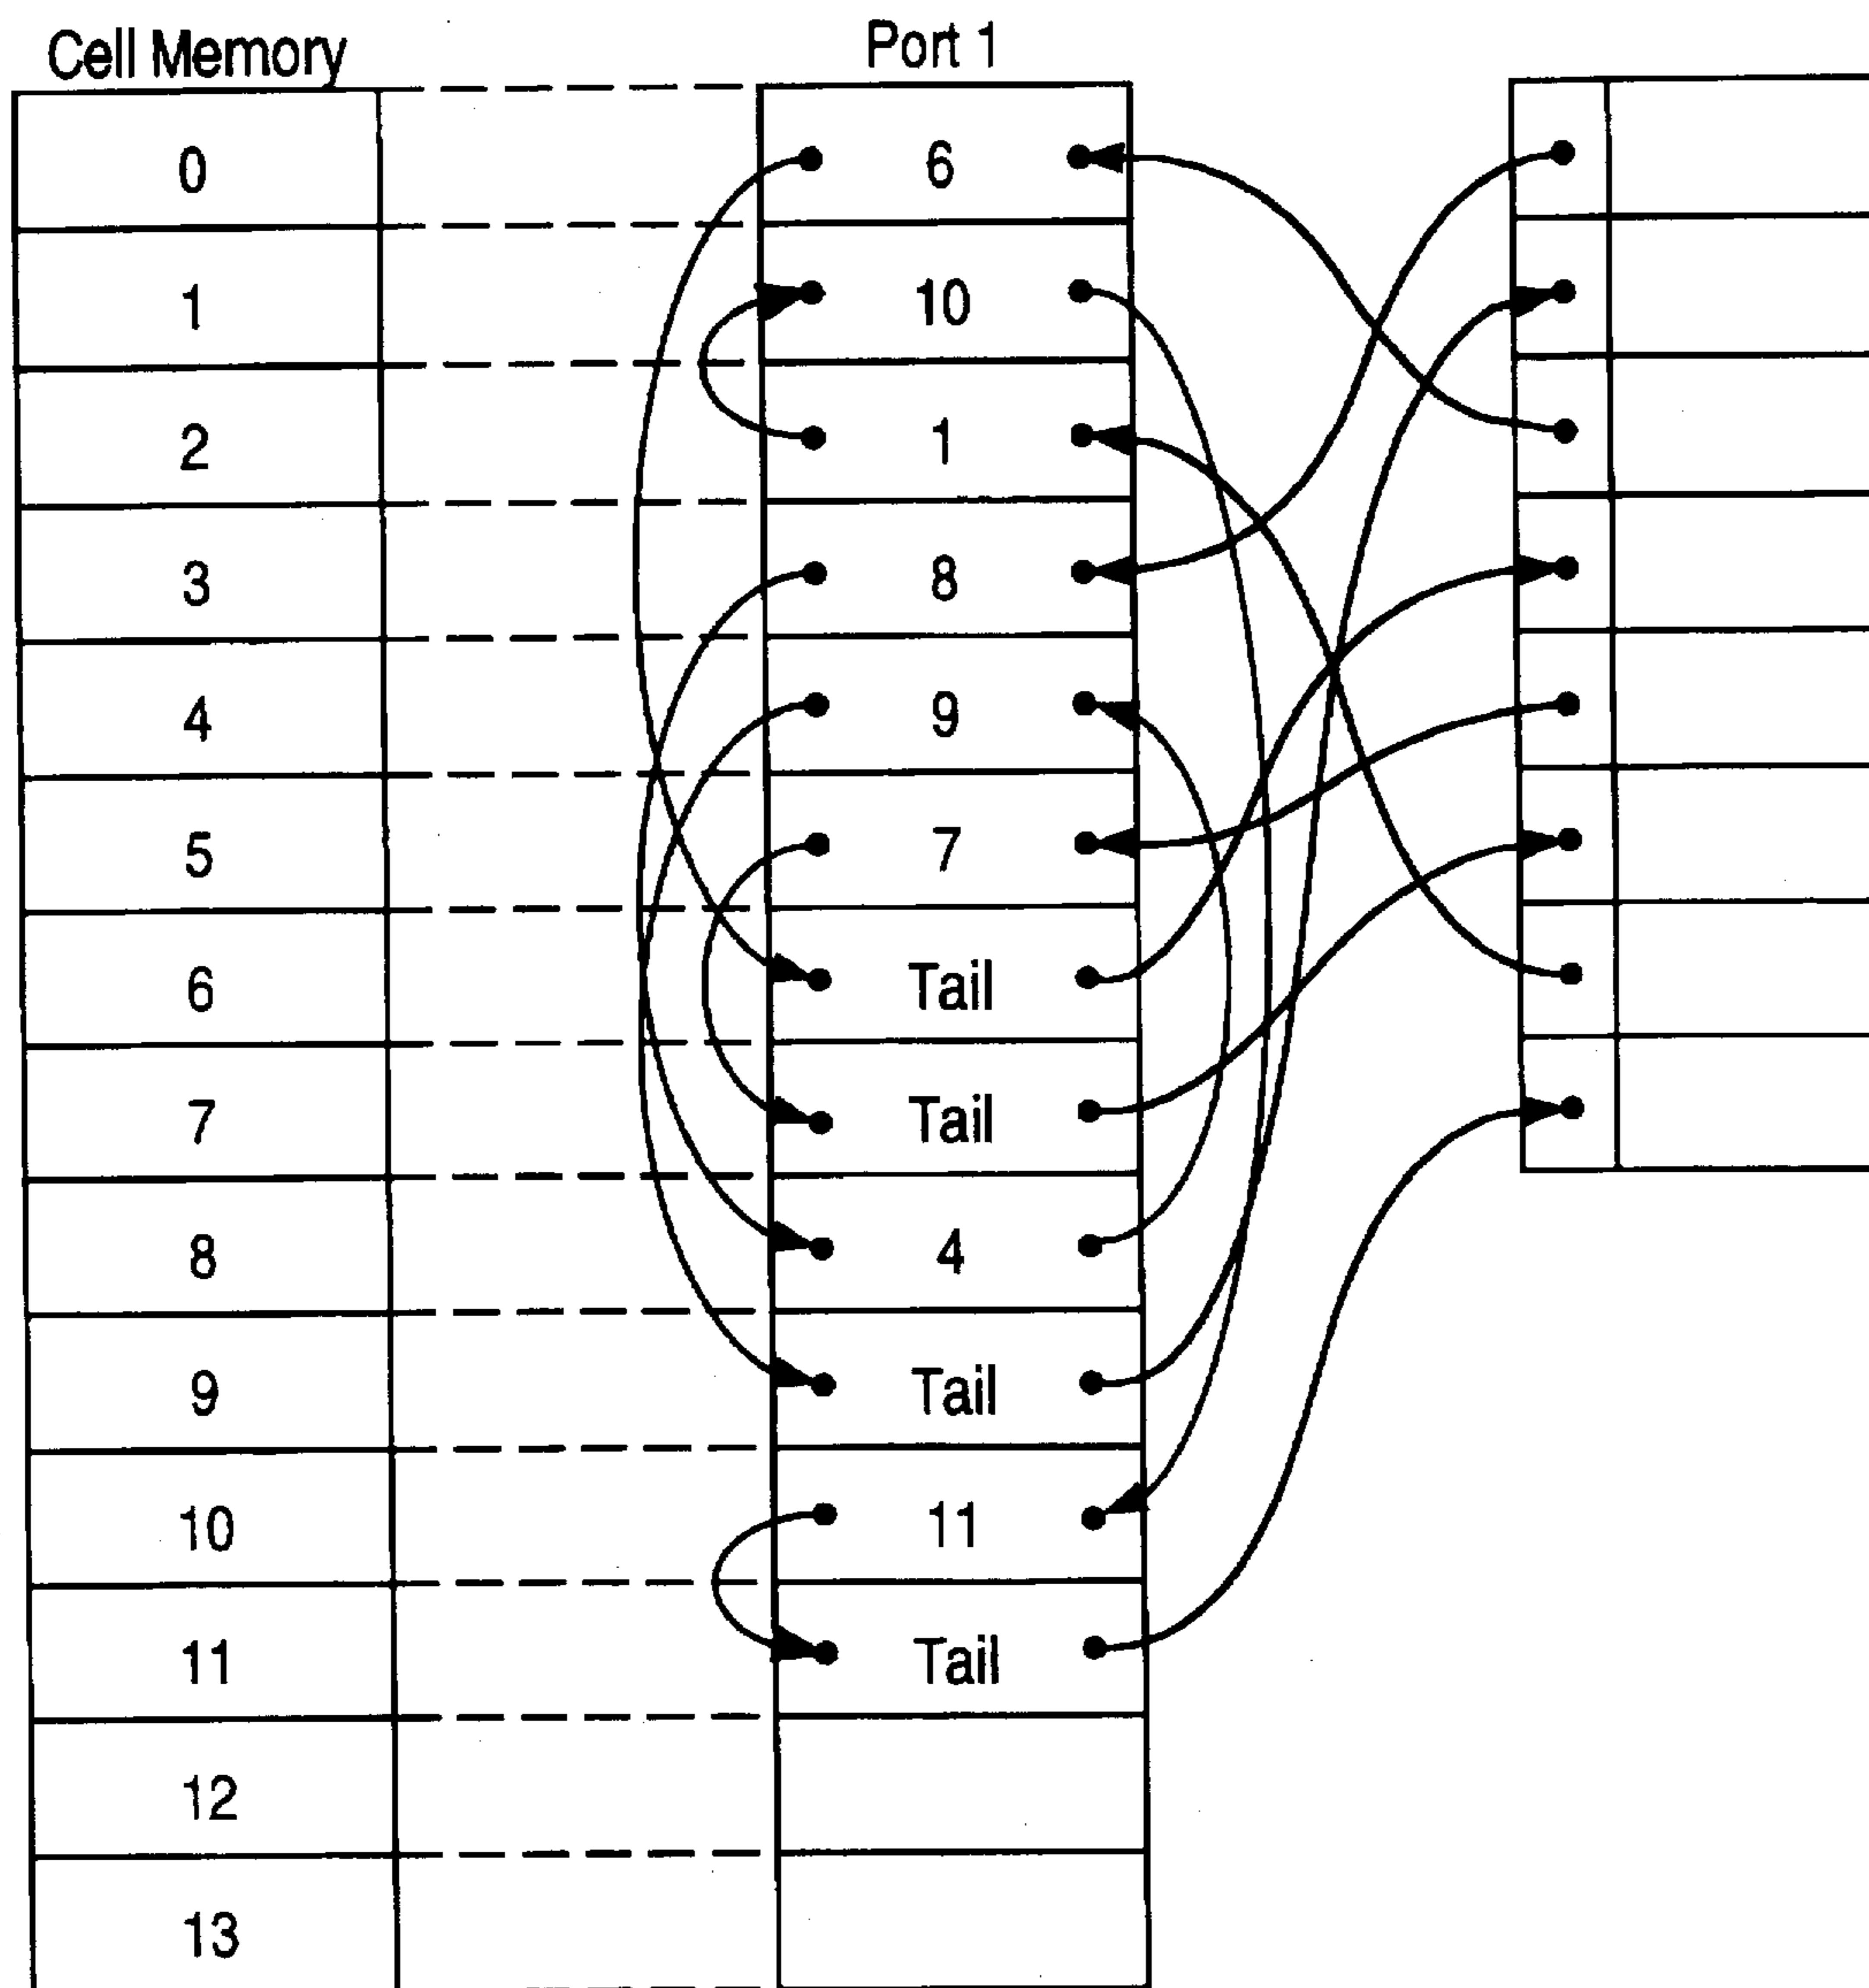 Cell Memory Port 1
0 6
1 10
2 1
3 8
4 9
5 7
6 Tail
7 Tail
8 4
9 Tail
10 11
11 Tail
12
13